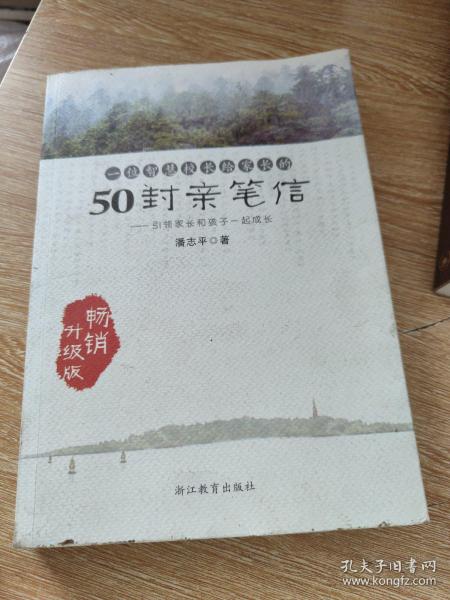 一位智慧校长给家长的
50封亲笔信
——引领家长和孩子一起成长
潘志平◎著
畅销
升级版
浙江教育出版社
孔夫子旧书网
www.kongfz.com